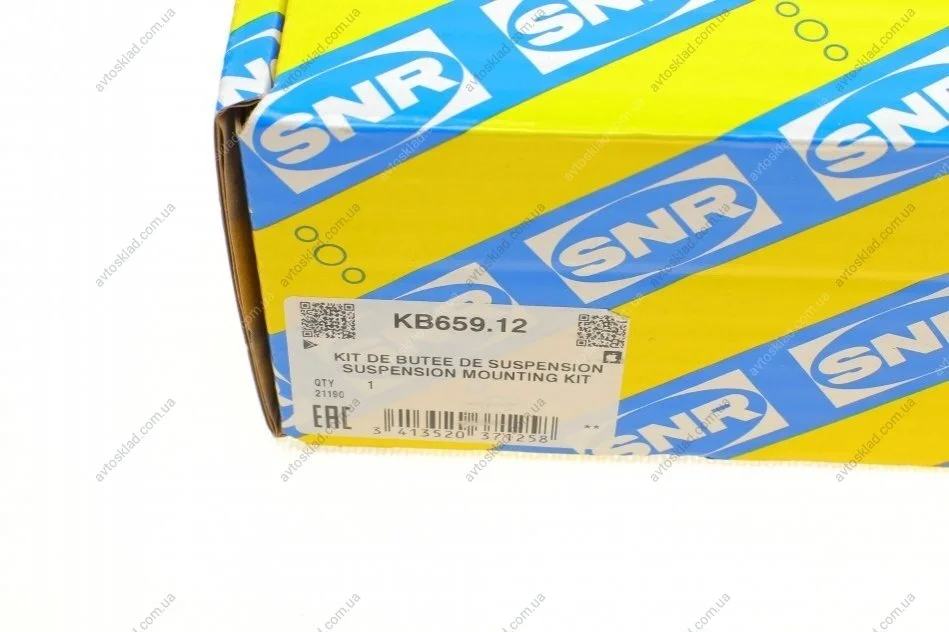 SNR
SNR
SNR
SNR
SNR
KB659.12
KIT DE BUTEE DE SUSPENSION
SUSPENSION MOUNTING KIT
QTY 1
21190
EAC
3 413520 371258
**
avtosklad.com.ua